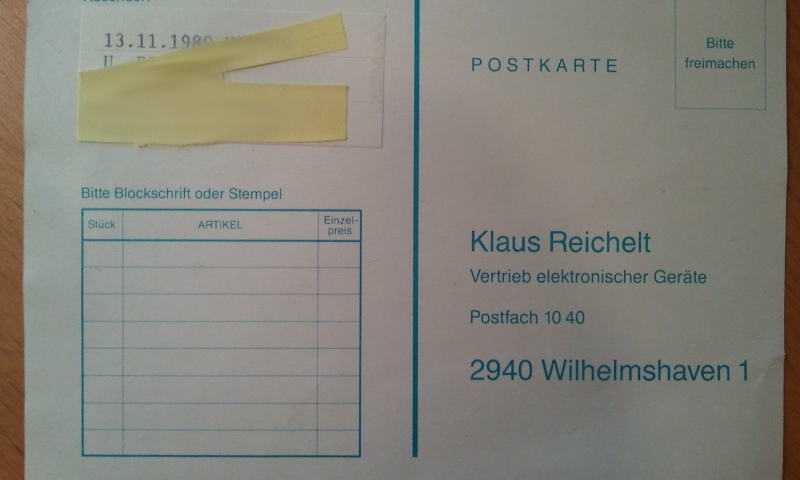 13.11.1989
U.
Bitte Blockschrift oder Stempel
Stück ARTIKEL Einzel-
preis
POSTKARTE
Bitte
freimachen
Klaus Reichelt
Vertrieb elektronischer Geräte
Postfach 10 40
2940 Wilhelmshaven 1